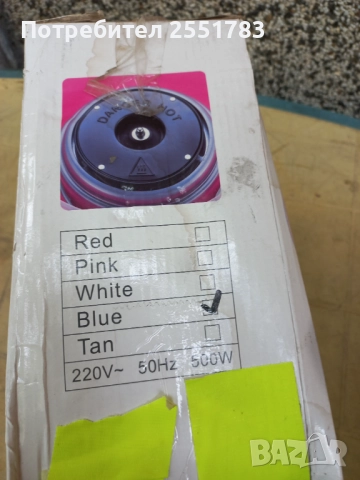 Потребител 2551783
DANGER HOT
Red
Pink
White
Blue
Tan
220V~ 50Hz 500W
BAZAR